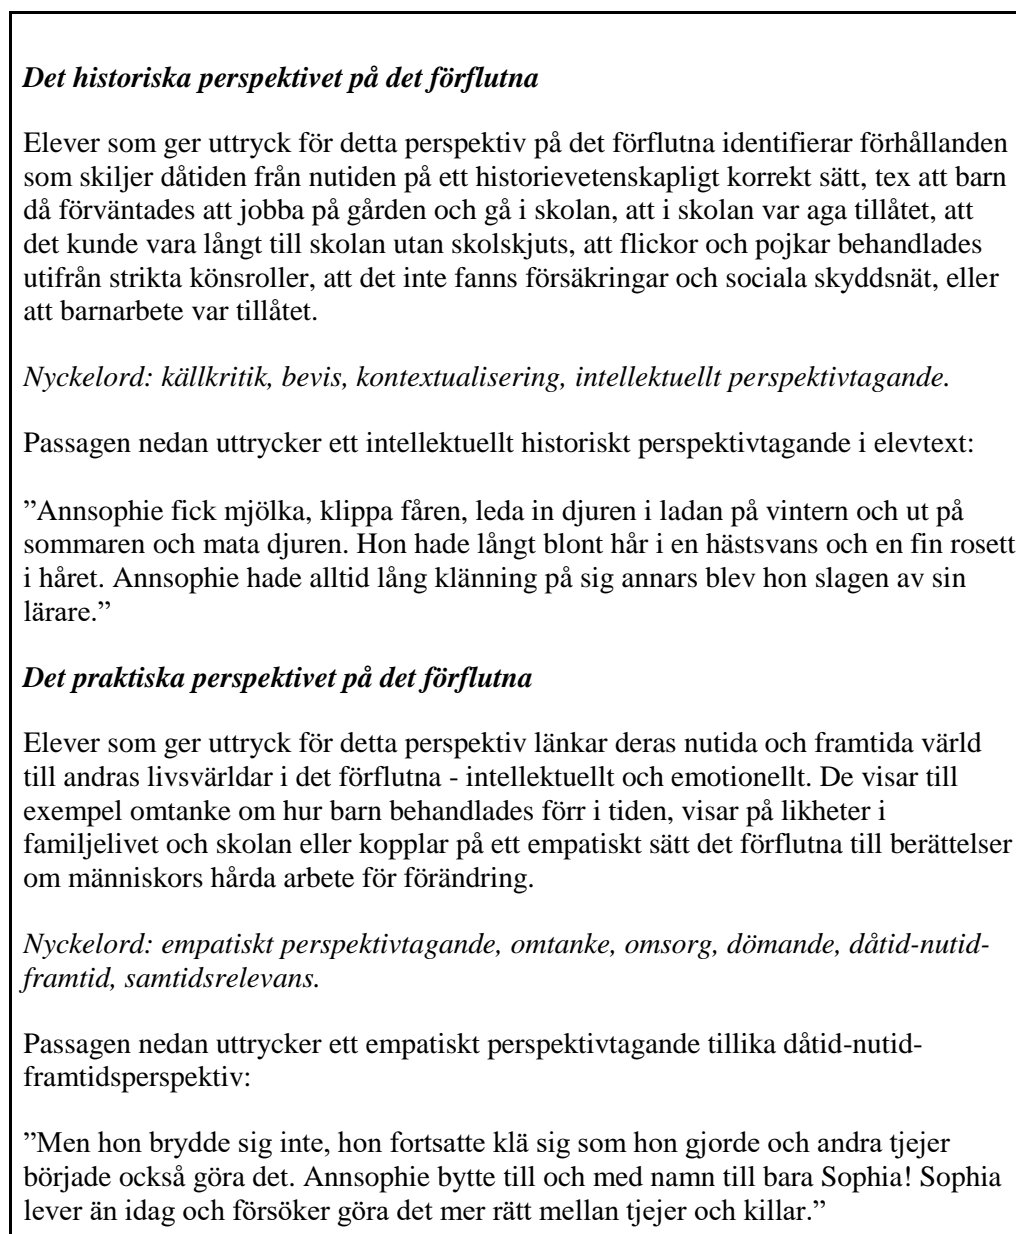 Det historiska perspektivet på det förflutna
Elever som ger uttryck för detta perspektiv på det förflutna identifierar förhållanden
som skiljer dåtiden från nutiden på ett historievetenskapligt korrekt sätt, tex att barn
då förväntades att jobba på gården och gå i skolan, att i skolan var aga tillåtet, att
det kunde vara långt till skolan utan skolskjuts, att flickor och pojkar behandlades
utifrån strikta könsroller, att det inte fanns försäkringar och sociala skyddsnät, eller
att barnarbete var tillåtet.
Nyckelord: källkritik, bevis, kontextualisering, intellektuellt perspektivtagande.
Passagen nedan uttrycker ett intellektuellt historiskt perspektivtagande i elevtext:
”Annsophie fick mjölka, klippa fåren, leda in djuren i ladan på vintern och ut på
sommaren och mata djuren. Hon hade långt blont hår i en hästsvans och en fin rosett
i håret. Annsophie hade alltid lång klänning på sig annars blev hon slagen av sin
lärare.”
Det praktiska perspektivet på det förflutna
Elever som ger uttryck för detta perspektiv länkar deras nutida och framtida värld
till andras livsvärldar i det förflutna - intellektuellt och emotionellt. De visar till
exempel omtanke om hur barn behandlades förr i tiden, visar på likheter i
familjelivet och skolan eller kopplar på ett empatiskt sätt det förflutna till berättelser
om människors hårda arbete för förändring.
Nyckelord: empatiskt perspektivtagande, omtanke, omsorg, dömande, dåtid-nutid-
framtid, samtidsrelevans.
Passagen nedan uttrycker ett empatiskt perspektivtagande tillika dåtid-nutid-
framtidsperspektiv:
”Men hon brydde sig inte, hon fortsatte klä sig som hon gjorde och andra tjejer
började också göra det. Annsophie bytte till och med namn till bara Sophia! Sophia
lever än idag och försöker göra det mer rätt mellan tjejer och killar.”